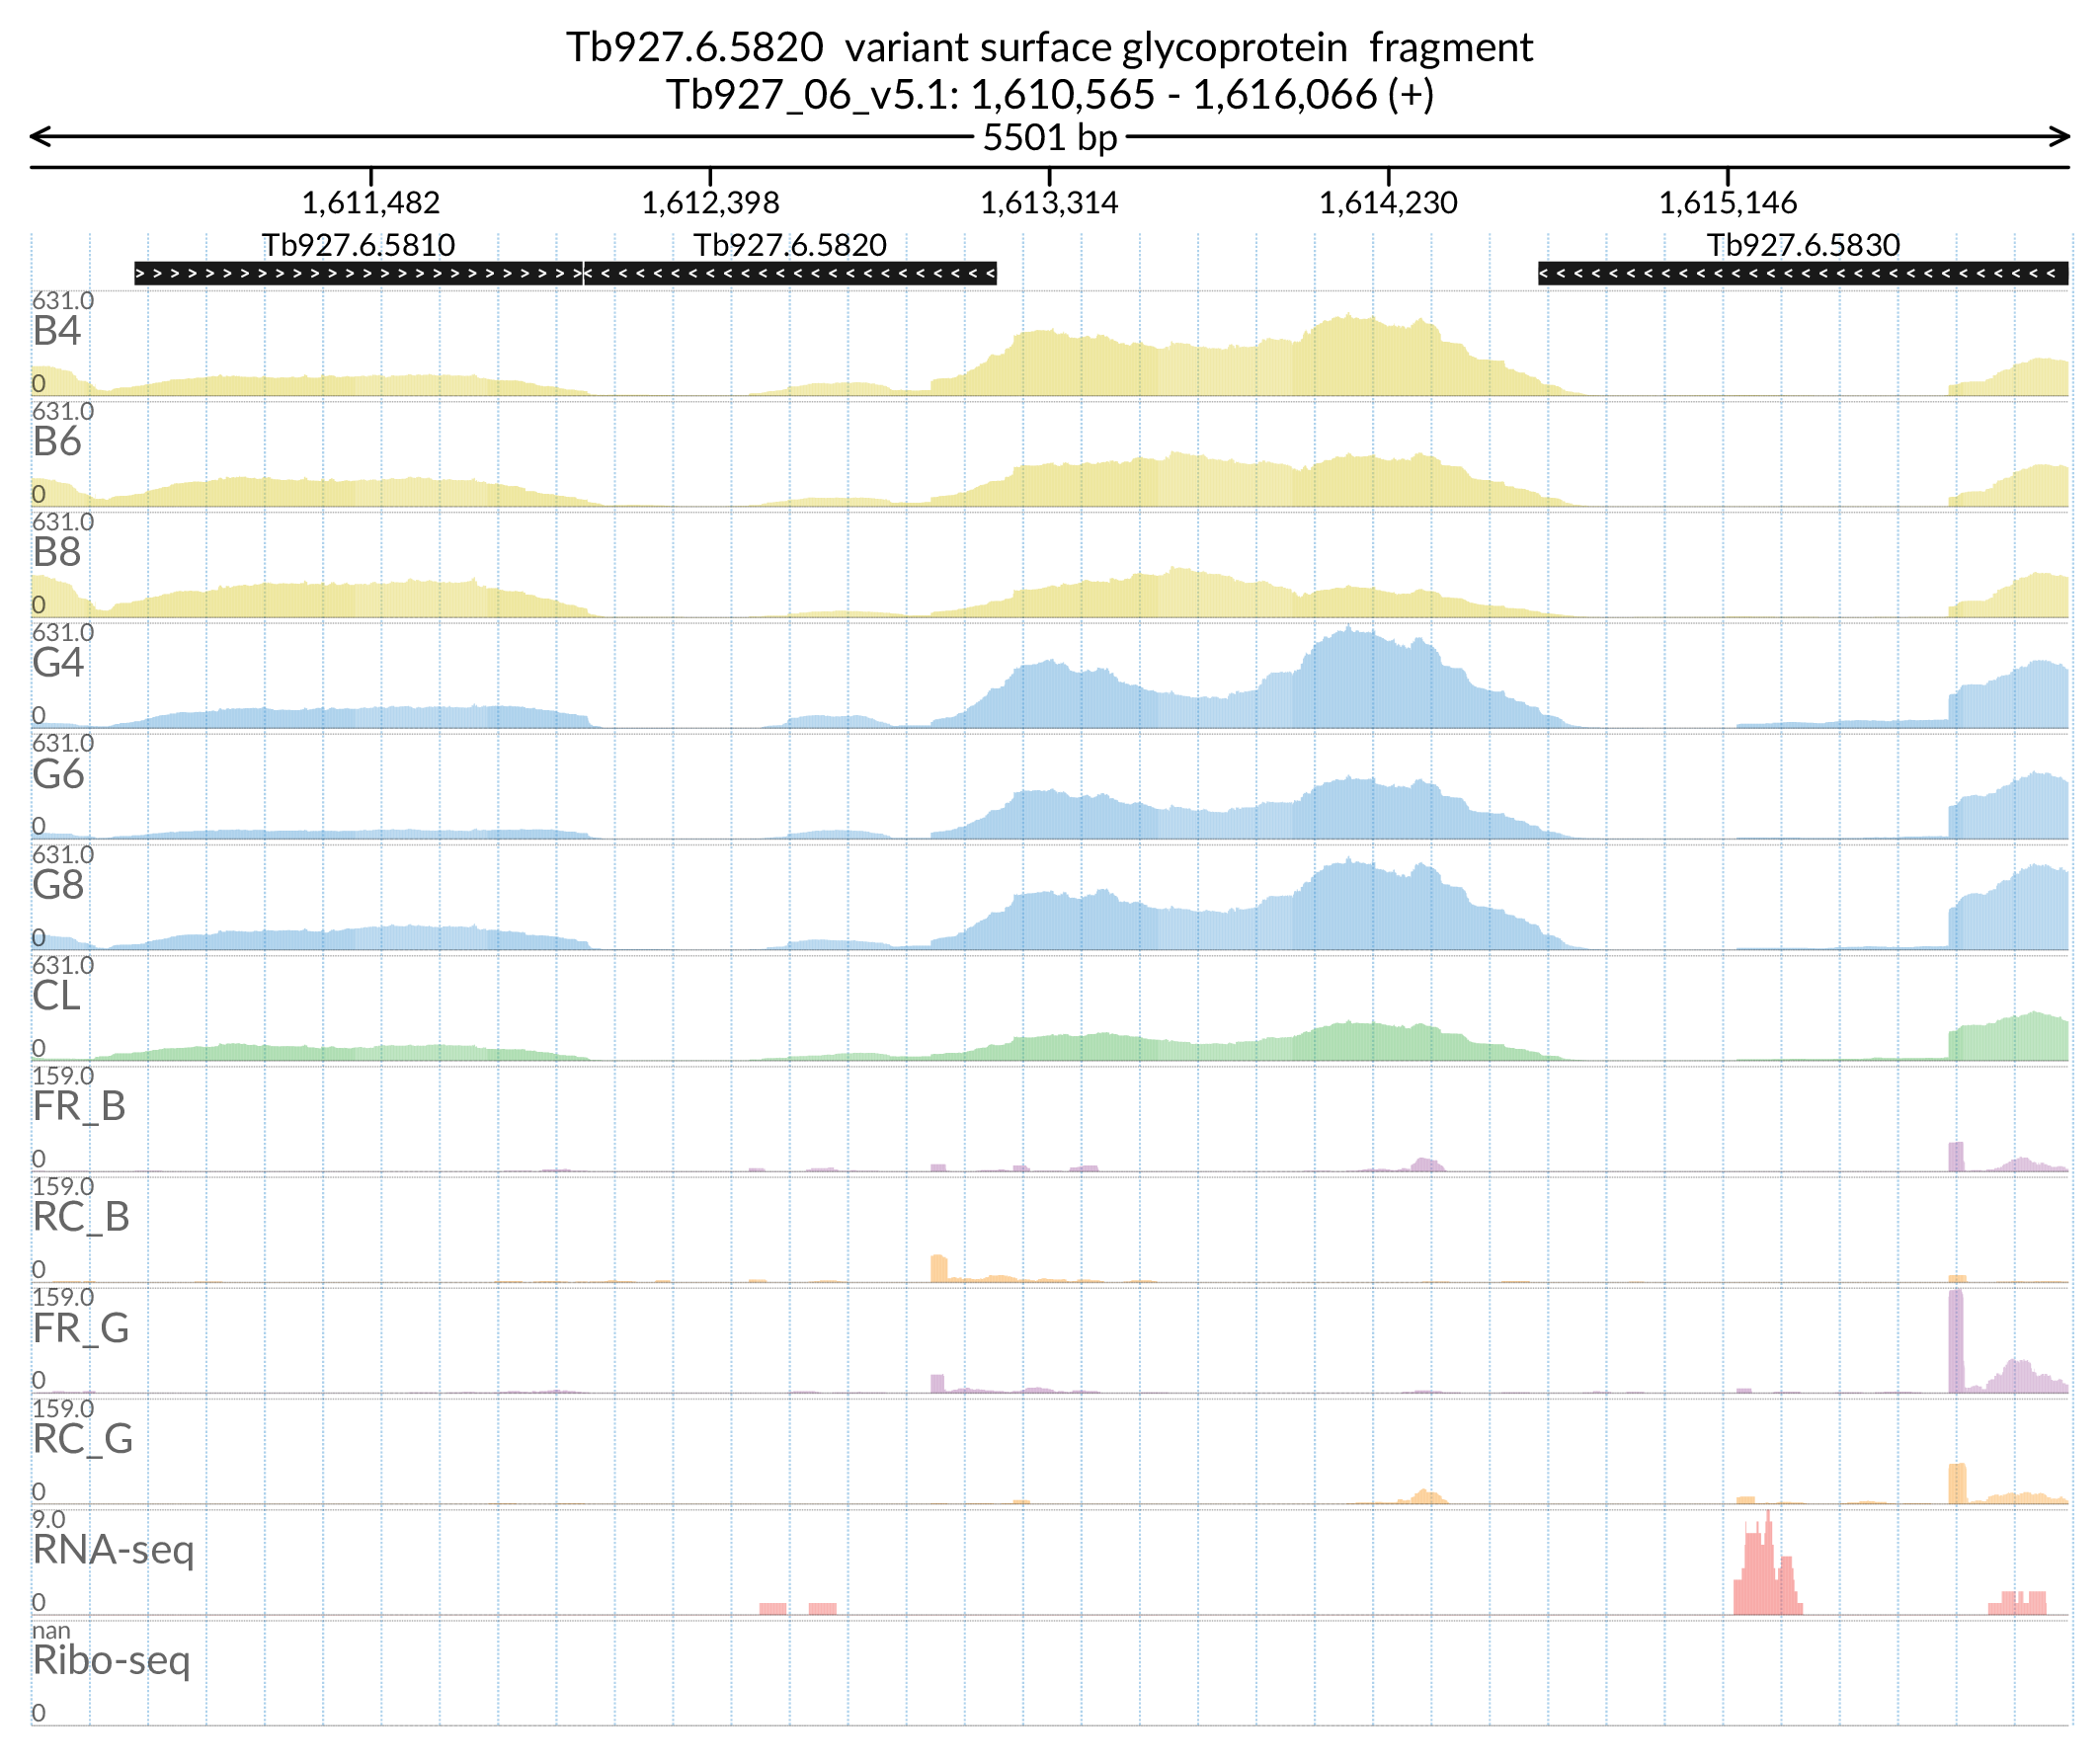 Tb927.6.5820 variant surface glycoprotein fragment
Tb927_06_v5.1: 1,610,565 - 1,616,066 (+)
5501 bp
1,611,482 1,612,398 1,613,314 1,614,230 1,615,146
Tb927.6.5810 Tb927.6.5820 Tb927.6.5830
631.0
B4
0
631.0
B6
0
631.0
B8
0
631.0
G4
0
631.0
G6
0
631.0
G8
0
631.0
CL
0
159.0
FR_B
0
159.0
RC_B
0
159.0
FR_G
0
159.0
RC_G
0
9.0
RNA-seq
0
nan
Ribo-seq
0